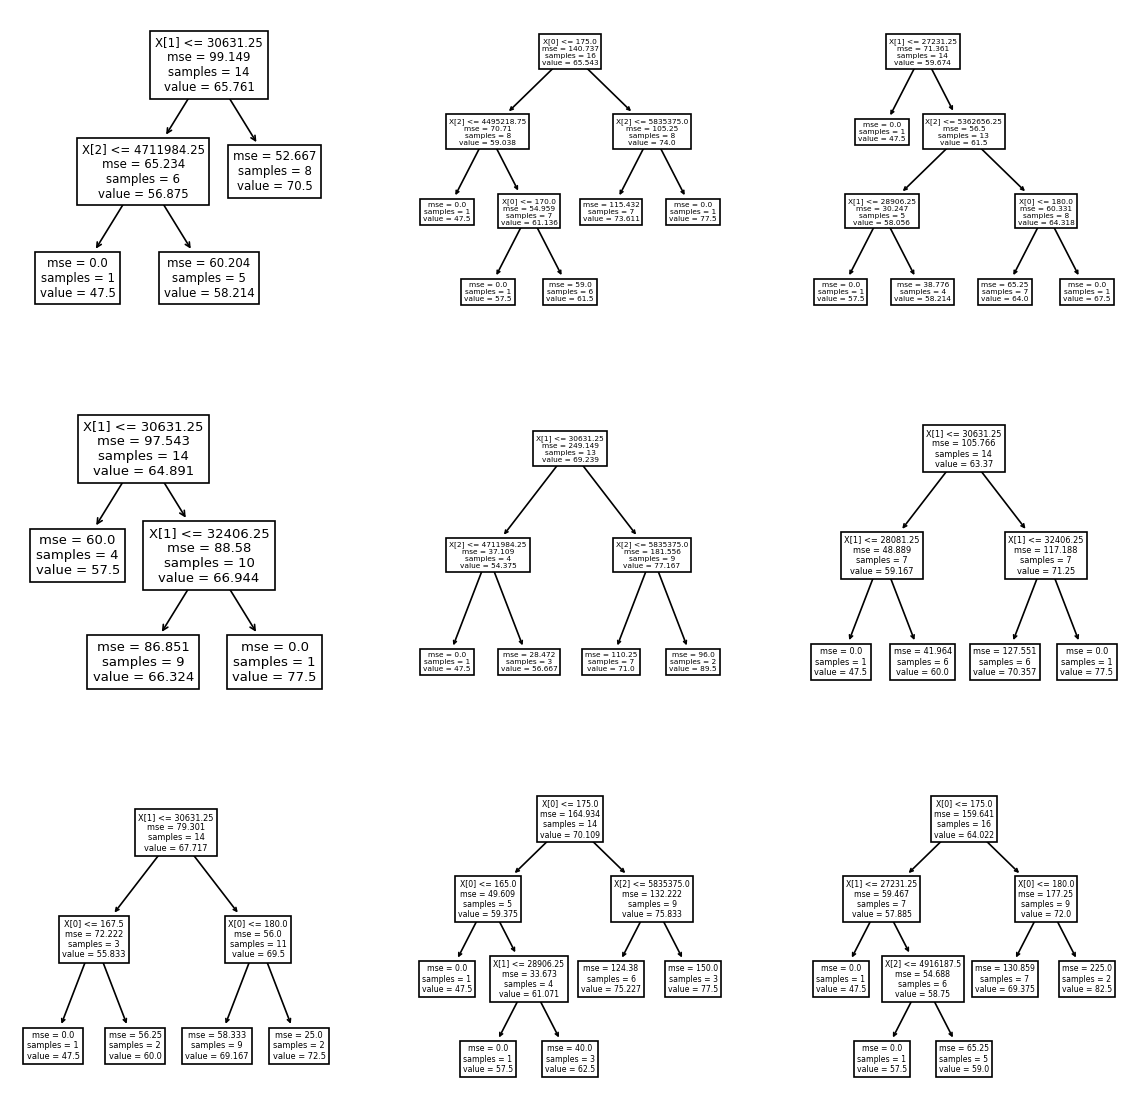 X[1] <= 30631.25
mse = 99.149
samples = 14
value = 65.761
X[2] <= 4711984.25
mse = 65.234
samples = 6
value = 56.875
mse = 52.667
samples = 8
value = 70.5
mse = 0.0
samples = 1
value = 47.5
mse = 60.204
samples = 5
value = 58.214
X[0] <= 175.0
mse = 140.737
samples = 16
value = 65.543
X[2] <= 4495218.75
mse = 70.71
samples = 8
value = 59.038
X[2] <= 5835375.0
mse = 105.25
samples = 8
value = 74.0
mse = 0.0
samples = 1
value = 47.5
X[0] <= 170.0
mse = 54.959
samples = 7
value = 61.136
mse = 115.432
samples = 7
value = 73.611
mse = 0.0
samples = 1
value = 77.5
mse = 0.0
samples = 1
value = 57.5
mse = 59.0
samples = 6
value = 61.5
X[1] <= 27231.25
mse = 71.361
samples = 14
value = 59.674
mse = 0.0
samples = 1
value = 47.5
X[2] <= 5362656.25
mse = 56.5
samples = 13
value = 61.5
X[1] <= 28906.25
mse = 30.247
samples = 5
value = 58.056
X[0] <= 180.0
mse = 60.331
samples = 8
value = 64.318
mse = 0.0
samples = 1
value = 57.5
mse = 38.776
samples = 4
value = 58.214
mse = 65.25
samples = 7
value = 64.0
mse = 0.0
samples = 1
value = 67.5
X[1] <= 30631.25
mse = 97.543
samples = 14
value = 64.891
mse = 60.0
samples = 4
value = 57.5
X[1] <= 32406.25
mse = 88.58
samples = 10
value = 66.944
mse = 86.851
samples = 9
value = 66.324
mse = 0.0
samples = 1
value = 77.5
X[1] <= 30631.25
mse = 249.149
samples = 13
value = 69.239
X[2] <= 4711984.25
mse = 37.109
samples = 4
value = 54.375
X[2] <= 5835375.0
mse = 181.556
samples = 9
value = 77.167
mse = 0.0
samples = 1
value = 47.5
mse = 28.472
samples = 3
value = 56.667
mse = 110.25
samples = 7
value = 71.0
mse = 96.0
samples = 2
value = 89.5
X[1] <= 30631.25
mse = 105.766
samples = 14
value = 63.37
X[1] <= 28081.25
mse = 48.889
samples = 7
value = 59.167
X[1] <= 32406.25
mse = 117.188
samples = 7
value = 71.25
mse = 0.0
samples = 1
value = 47.5
mse = 41.964
samples = 6
value = 60.0
mse = 127.551
samples = 6
value = 70.357
mse = 0.0
samples = 1
value = 77.5
X[1] <= 30631.25
mse = 79.301
samples = 14
value = 67.717
X[0] <= 167.5
mse = 72.222
samples = 3
value = 55.833
X[0] <= 180.0
mse = 56.0
samples = 11
value = 69.5
mse = 0.0
samples = 1
value = 47.5
mse = 56.25
samples = 2
value = 60.0
mse = 58.333
samples = 9
value = 69.167
mse = 25.0
samples = 2
value = 72.5
X[0] <= 175.0
mse = 164.934
samples = 14
value = 70.109
X[0] <= 165.0
mse = 49.609
samples = 5
value = 59.375
X[2] <= 5835375.0
mse = 132.222
samples = 9
value = 75.833
mse = 0.0
samples = 1
value = 47.5
X[1] <= 28906.25
mse = 33.673
samples = 4
value = 61.071
mse = 124.38
samples = 6
value = 75.227
mse = 150.0
samples = 3
value = 77.5
mse = 0.0
samples = 1
value = 57.5
mse = 40.0
samples = 3
value = 62.5
X[0] <= 175.0
mse = 159.641
samples = 16
value = 64.022
X[1] <= 27231.25
mse = 59.467
samples = 7
value = 57.885
X[0] <= 180.0
mse = 177.25
samples = 9
value = 72.0
mse = 0.0
samples = 1
value = 47.5
X[2] <= 4916187.5
mse = 54.688
samples = 6
value = 58.75
mse = 130.859
samples = 7
value = 69.375
mse = 225.0
samples = 2
value = 82.5
mse = 0.0
samples = 1
value = 57.5
mse = 65.25
samples = 5
value = 59.0